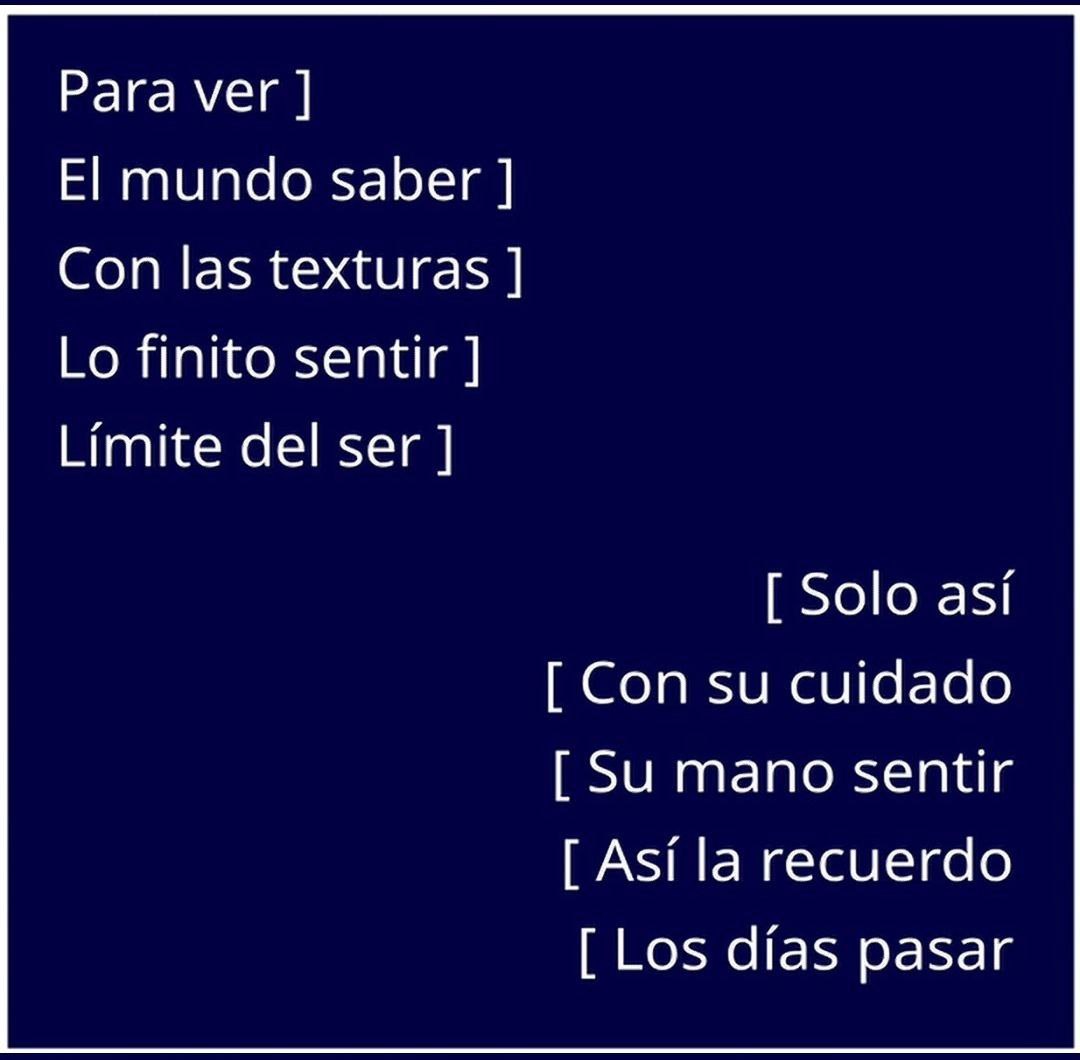 Para ver ]
El mundo saber ]
Con las texturas ]
Lo finito sentir ]
Límite del ser ]
[ Solo así
[ Con su cuidado
[ Su mano sentir
[ Así la recuerdo
[ Los días pasar